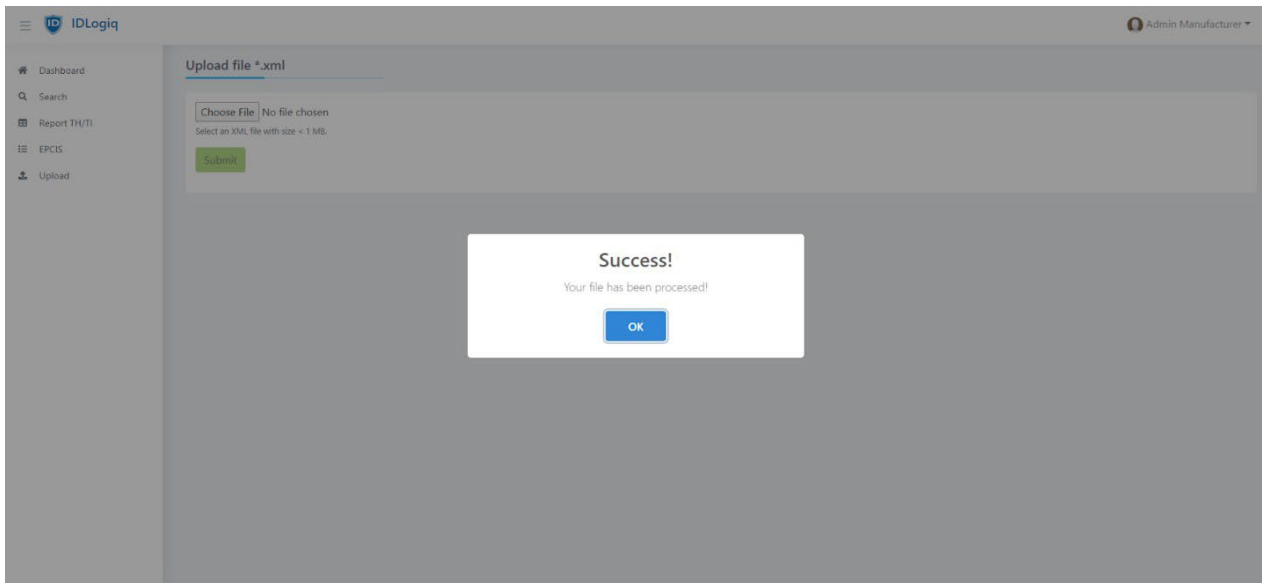 IDLogiq
Admin Manufacturer
Dashboard
Search
Report TH/TI
EPCIS
Upload
Upload file *.xml
Choose File No file chosen
Select an XML file with size < 1 MB.
Submit
Success!
Your file has been processed!
OK